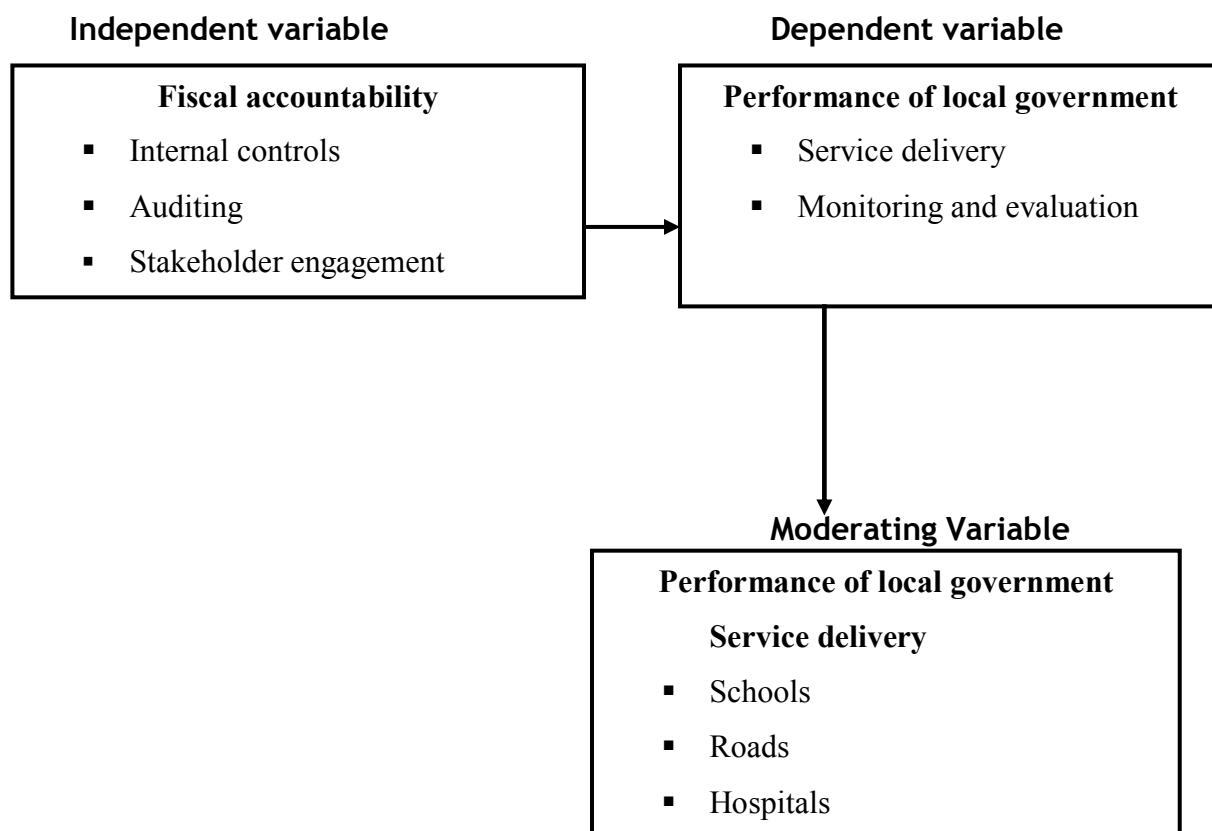 Independent variable
Fiscal accountability
▪ Internal controls
▪ Auditing
▪ Stakeholder engagement
Dependent variable
Performance of local government
▪ Service delivery
▪ Monitoring and evaluation
Moderating Variable
Performance of local government
Service delivery
▪ Schools
▪ Roads
▪ Hospitals